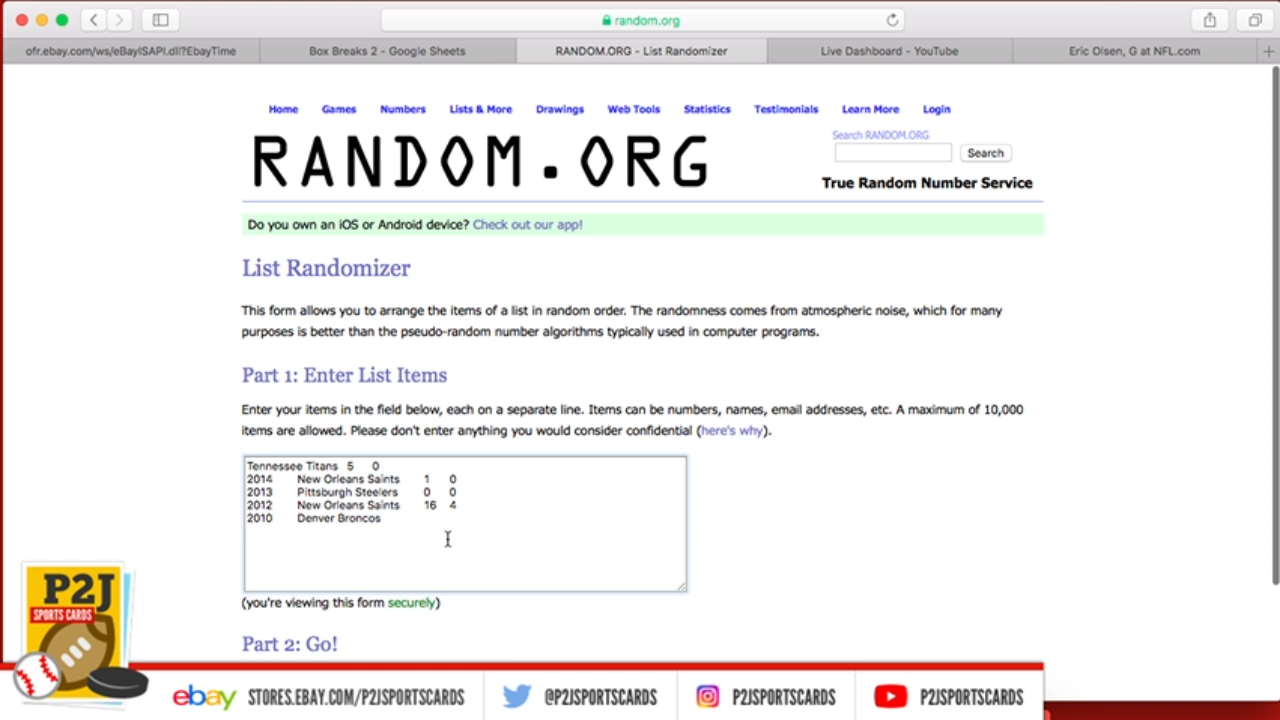 random.org
ofr.ebay.com/ws/eBayISAPI.dll?EbayTime
Box Breaks 2 - Google Sheets
RANDOM.ORG - List Randomizer
Live Dashboard - YouTube
Eric Olsen, G at NFL.com
Home Games Numbers Lists & More Drawings Web Tools Statistics Testimonials Learn More Login
RANDOM.ORG
Search RANDOM.ORG
Search
True Random Number Service
Do you own an iOS or Android device? Check out our app!
List Randomizer
This form allows you to arrange the items of a list in random order. The randomness comes from atmospheric noise, which for many
purposes is better than the pseudo-random number algorithms typically used in computer programs.
Part 1: Enter List Items
Enter your items in the field below, each on a separate line. Items can be numbers, names, email addresses, etc. A maximum of 10,000
items are allowed. Please don't enter anything you would consider confidential (here's why).
Tennessee Titans 5 0
2014 New Orleans Saints 1 0
2013 Pittsburgh Steelers 0 0
2012 New Orleans Saints 16 4
2010 Denver Broncos
(you're viewing this form securely)
Part 2: Go!
P2J
SPORTS CARDS
ebay STORES.EBAY.COM/P2JSPORTSCARDS
@P2JSPORTSCARDS
P2JSPORTSCARDS
P2JSPORTSCARDS